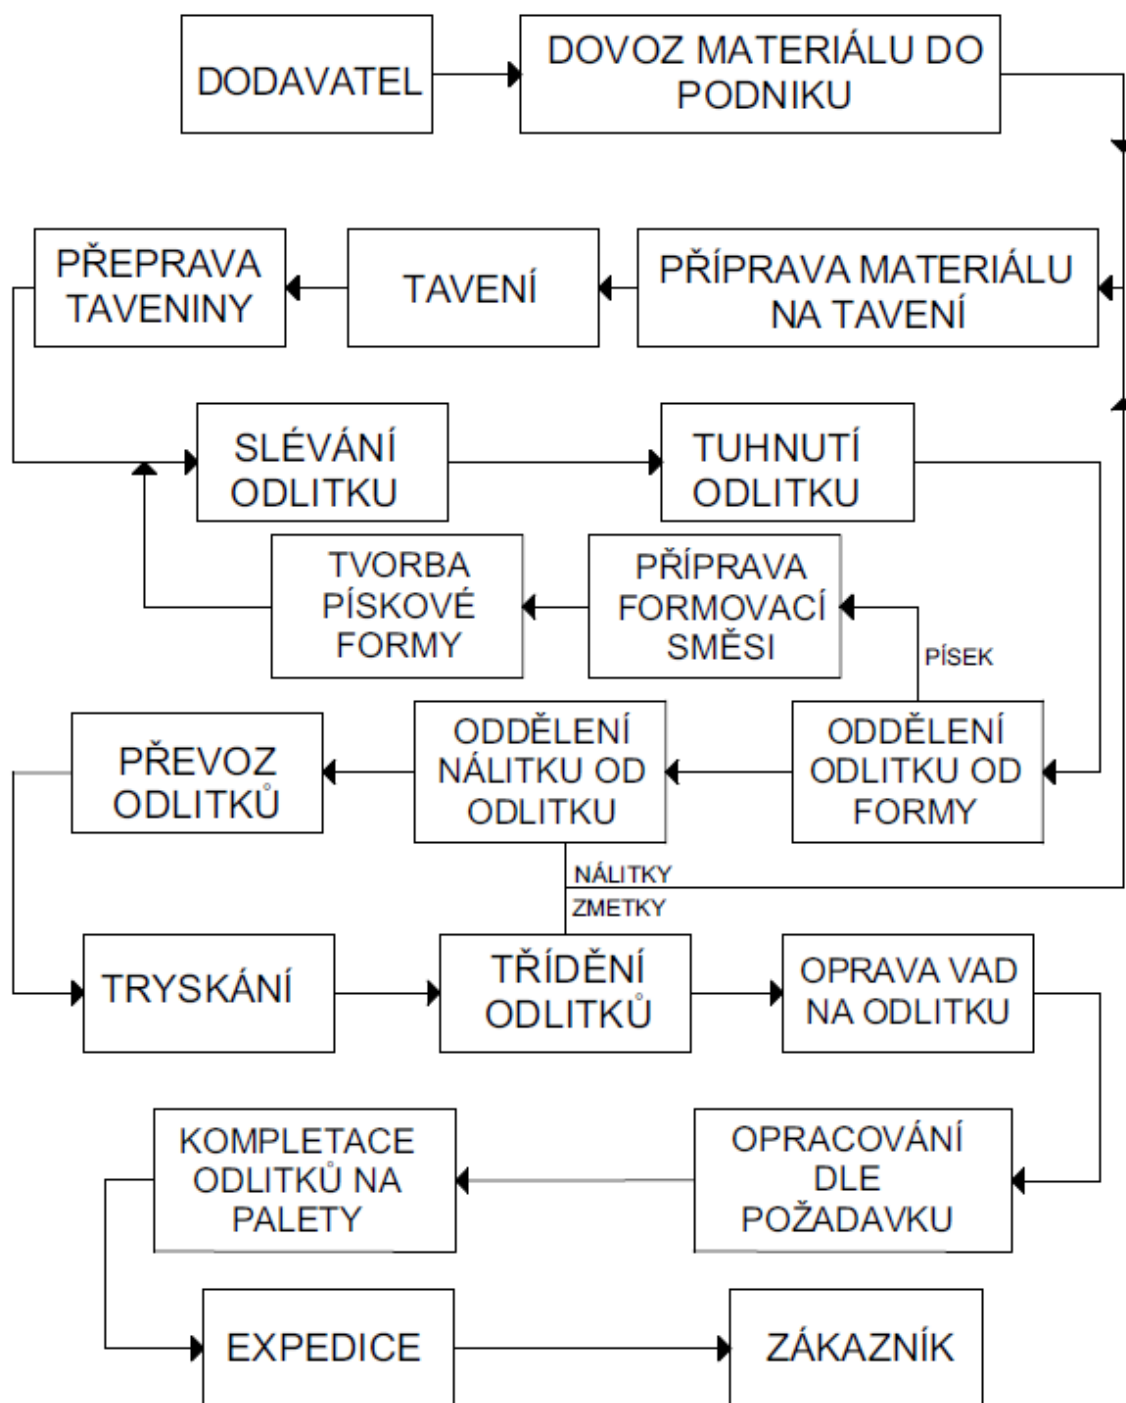 DODAVATEL
DOVOZ MATERIÁLU DO
PODNIKU
PŘEPRAVA
TAVENINY
TAVENÍ
PŘÍPRAVA MATERIÁLU
NA TAVENÍ
SLÉVÁNÍ
ODLITKU
TUHNUTÍ
ODLITKU
TVORBA
PÍSKOVÉ
FORMY
PŘÍPRAVA
FORMOVACÍ
SMĚSI
PÍSEK
PŘEVOZ
ODLITKŮ
ODDĚLENÍ
NÁLITKU OD
ODLITKU
ODDĚLENÍ
ODLITKU OD
FORMY
NÁLITKY
ZMETKY
TRYSKÁNÍ
TŘÍDĚNÍ
ODLITKŮ
OPRAVA VAD
NA ODLITKU
KOMPLETACE
ODLITKŮ NA
PALETY
OPRACOVÁNÍ
DLE
POŽADAVKU
EXPEDICE
ZÁKAZNÍK